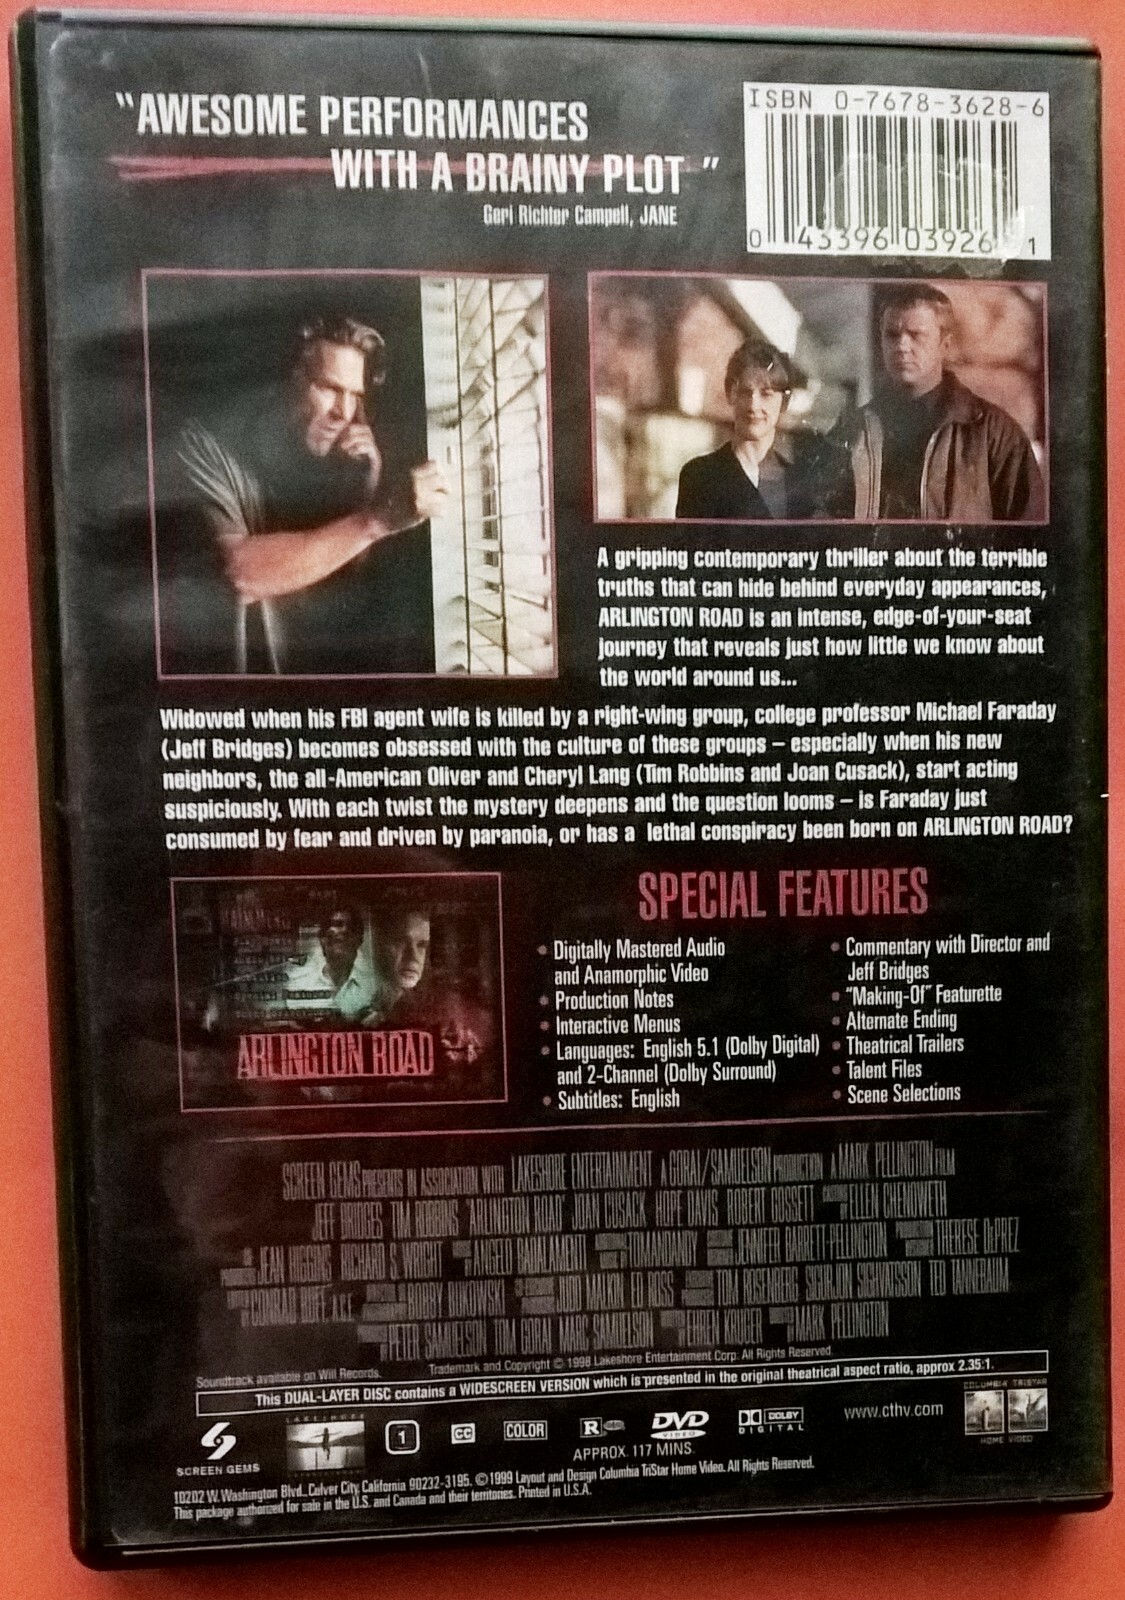 "AWESOME PERFORMANCES
WITH A BRAINY PLOT"
Geri Richter Campell, JANE
ISBN 0-7678-3628-6
0 43396 03926 1
A gripping contemporary thriller about the terrible
truths that can hide behind everyday appearances,
ARLINGTON ROAD is an intense, edge-of-your-seat
journey that reveals just how little we know about
the world around us...
Widowed when his FBI agent wife is killed by a right-wing group, college professor Michael Faraday
(Jeff Bridges) becomes obsessed with the culture of these groups – especially when his new
neighbors, the all-American Oliver and Cheryl Lang (Tim Robbins and Joan Cusack), start acting
suspiciously. With each twist the mystery deepens and the question looms – is Faraday just
consumed by fear and driven by paranoia, or has a lethal conspiracy been born on ARLINGTON ROAD?
ARLINGTON ROAD
SPECIAL FEATURES
• Digitally Mastered Audio
and Anamorphic Video
• Production Notes
• Interactive Menus
• Languages: English 5.1 (Dolby Digital)
and 2-Channel (Dolby Surround)
• Subtitles: English
• Commentary with Director and
Jeff Bridges
• "Making-Of" Featurette
• Alternate Ending
• Theatrical Trailers
• Talent Files
• Scene Selections
SCREEN GEMS PRESENTS IN ASSOCIATION WITH LAKESHORE ENTERTAINMENT A GORAI/SAMUELSON PRODUCTION A MARK PELLINGTON FILM
JEFF BRIDGES TIM ROBBINS "ARLINGTON ROAD" JOAN CUSACK HOPE DAVIS ROBERT GOSSETT ELLEN CHENOWETH
JEAN HIGGINS RICHARD S. WRIGHT ANGELO BADALAMENTI TOMANDANDY JENNIFER BARRETT-PELLINGTON THERESE DePREZ
CONRAD BUFF, A.C.E. BOBBY BUKOWSKI JUDD MALKIN ED ROSS TOM ROSENBERG SIGURJON SIGHVATSSON TED TANNEBAUM
PETER SAMUELSON TOM GORAI MARC SAMUELSON EHREN KRUGER MARK PELLINGTON
Soundtrack available on Will Records. Trademark and Copyright © 1998 Lakeshore Entertainment Corp. All Rights Reserved.
This DUAL-LAYER DISC contains a WIDESCREEN VERSION which is presented in the original theatrical aspect ratio, approx 2.35:1.
SCREEN GEMS
LAKESHORE
1
CC
COLOR
R
DVD
VIDEO
DOLBY
DIGITAL
www.cthv.com
COLUMBIA TRISTAR
HOME VIDEO
APPROX. 117 MINS.
10202 W. Washington Blvd., Culver City, California 90232-3195. ©1999 Layout and Design Columbia TriStar Home Video. All Rights Reserved.
This package authorized for sale in the U.S. and Canada and their territories. Printed in U.S.A.